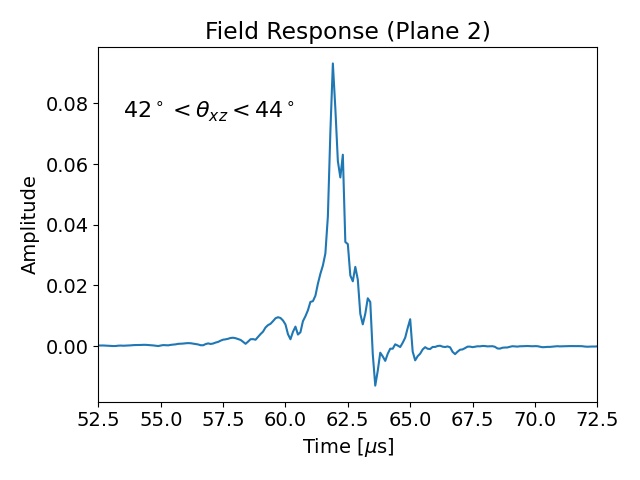 Field Response (Plane 2)
42° < θxz < 44°
Amplitude
0.08
0.06
0.04
0.02
0.00
52.5 55.0 57.5 60.0 62.5 65.0 67.5 70.0 72.5
Time [μs]